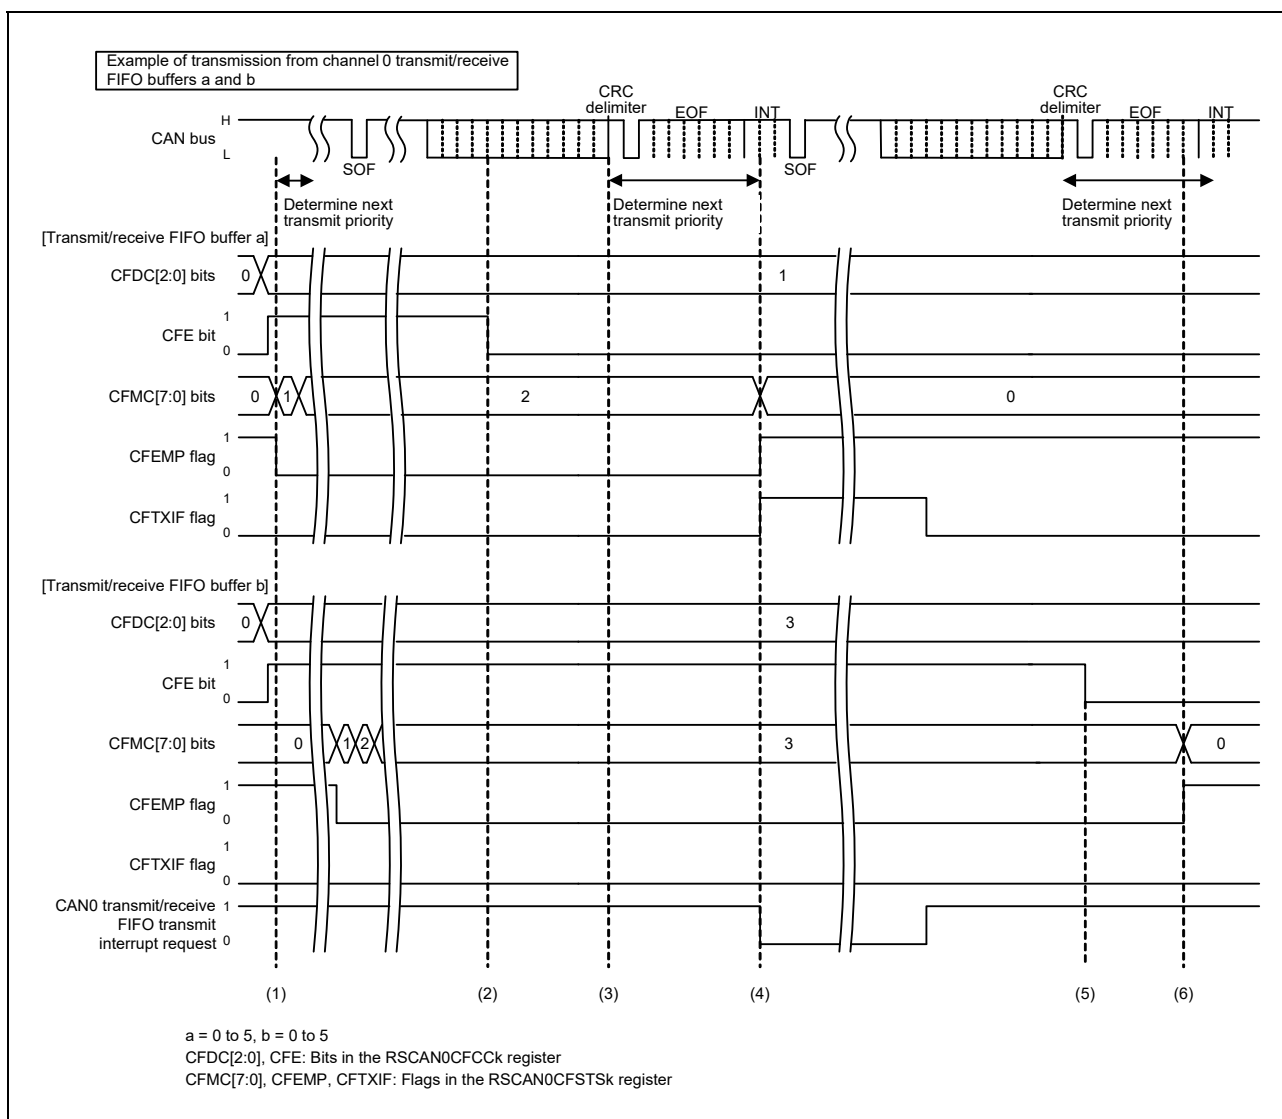 Example of transmission from channel 0 transmit/receive
FIFO buffers a and b
CRC
delimiter
EOF
INT
CRC
delimiter
EOF
INT
H
CAN bus
L
SOF
SOF
Determine next
transmit priority
Determine next
transmit priority
Determine next
transmit priority
[Transmit/receive FIFO buffer a]
CFDC[2:0] bits
0
1
1
CFE bit
0
CFMC[7:0] bits
0
1
2
0
1
CFEMP flag
0
1
CFTXIF flag
0
[Transmit/receive FIFO buffer b]
CFDC[2:0] bits
0
3
1
CFE bit
0
CFMC[7:0] bits
0
1
2
3
0
1
CFEMP flag
0
1
CFTXIF flag
0
CAN0 transmit/receive
FIFO transmit
interrupt request
1
0
(1)
(2)
(3)
(4)
(5)
(6)
a = 0 to 5, b = 0 to 5
CFDC[2:0], CFE: Bits in the RSCAN0CFCCk register
CFMC[7:0], CFEMP, CFTXIF: Flags in the RSCAN0CFSTSk register